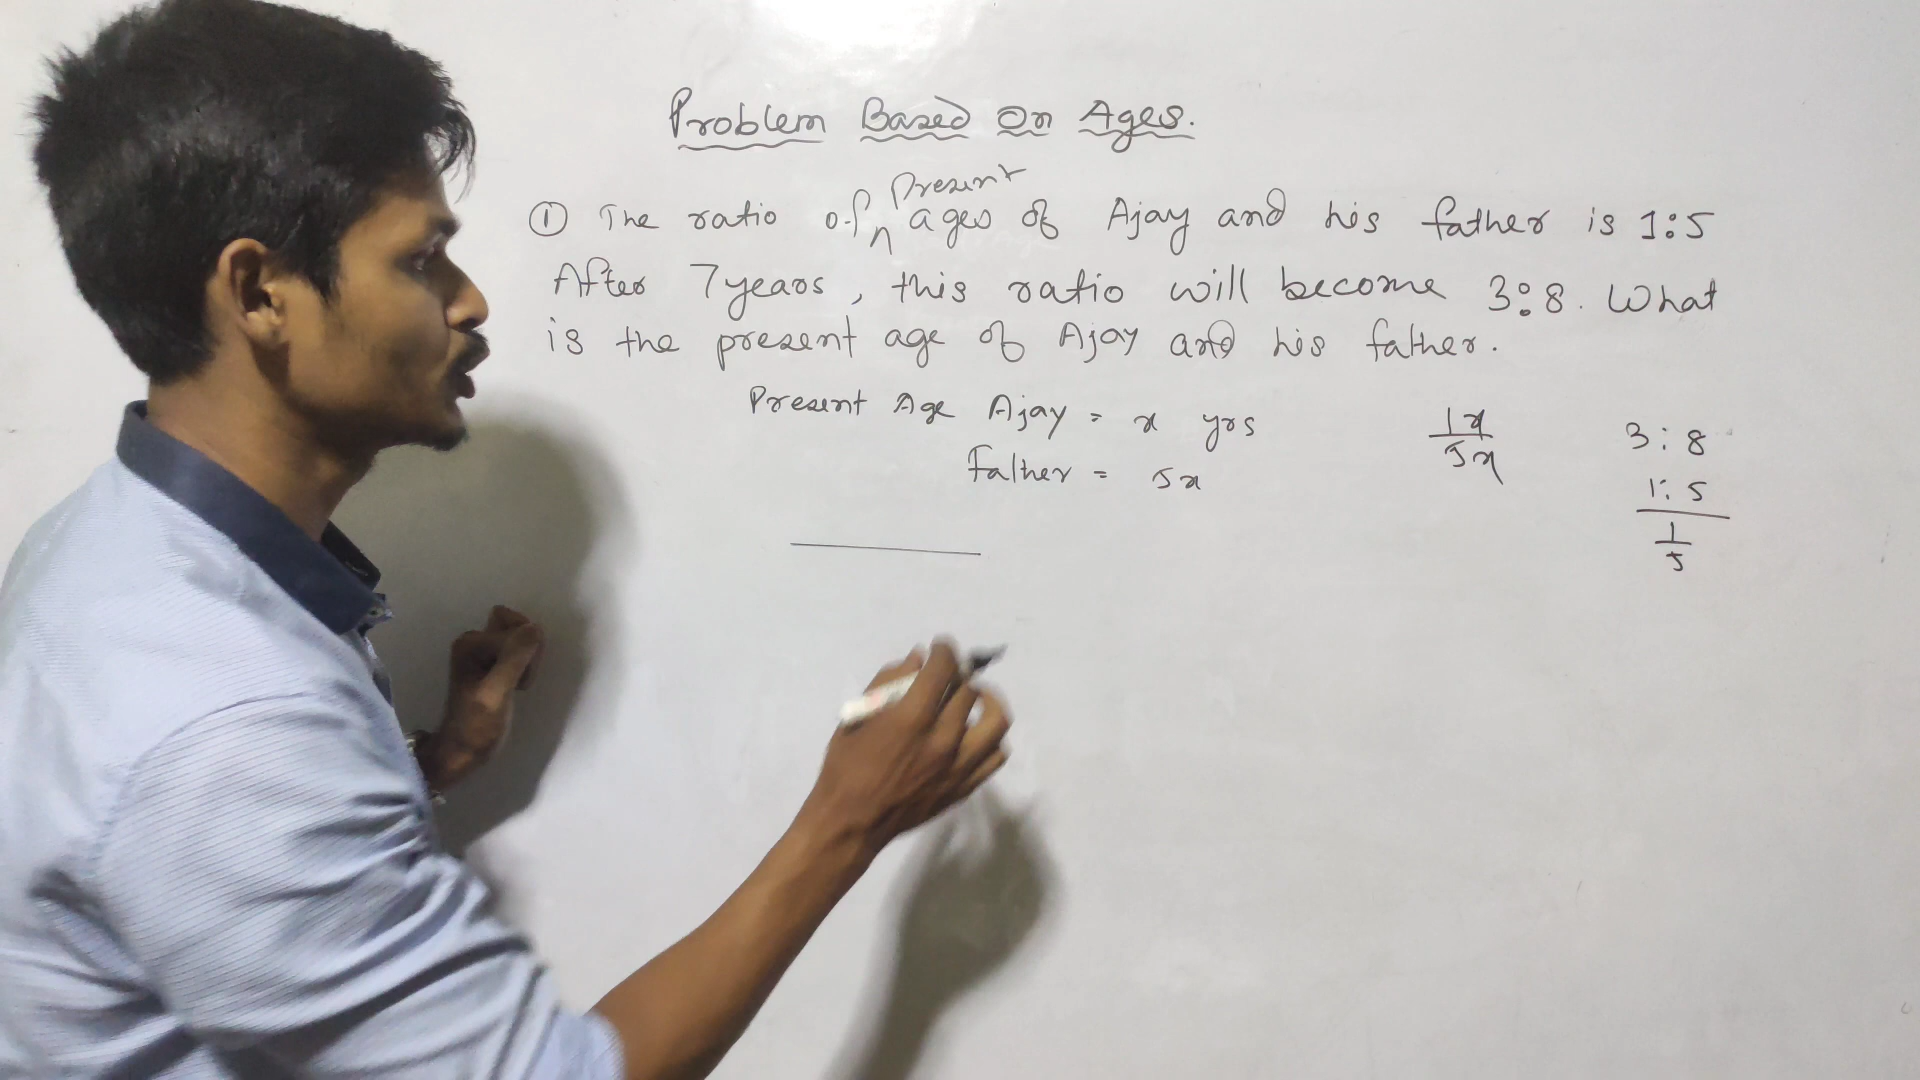 Problem Based On Ages.
① The ratio of present ages of Ajay and his father is 1:5
After 7 years, this ratio will become 3:8. What
is the present age of Ajay and his father.
Present Age Ajay = x yrs
Father = 5x
1x
5x
3:8
1:5
1
5